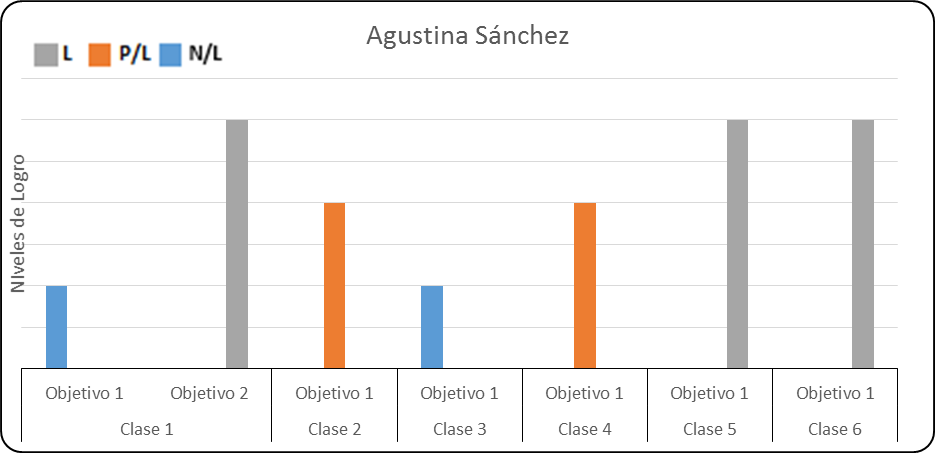 Agustina Sánchez
L P/L N/L
NIveles de Logro
Objetivo 1 Objetivo 2 Objetivo 1 Objetivo 1 Objetivo 1 Objetivo 1 Objetivo 1
Clase 1 Clase 2 Clase 3 Clase 4 Clase 5 Clase 6